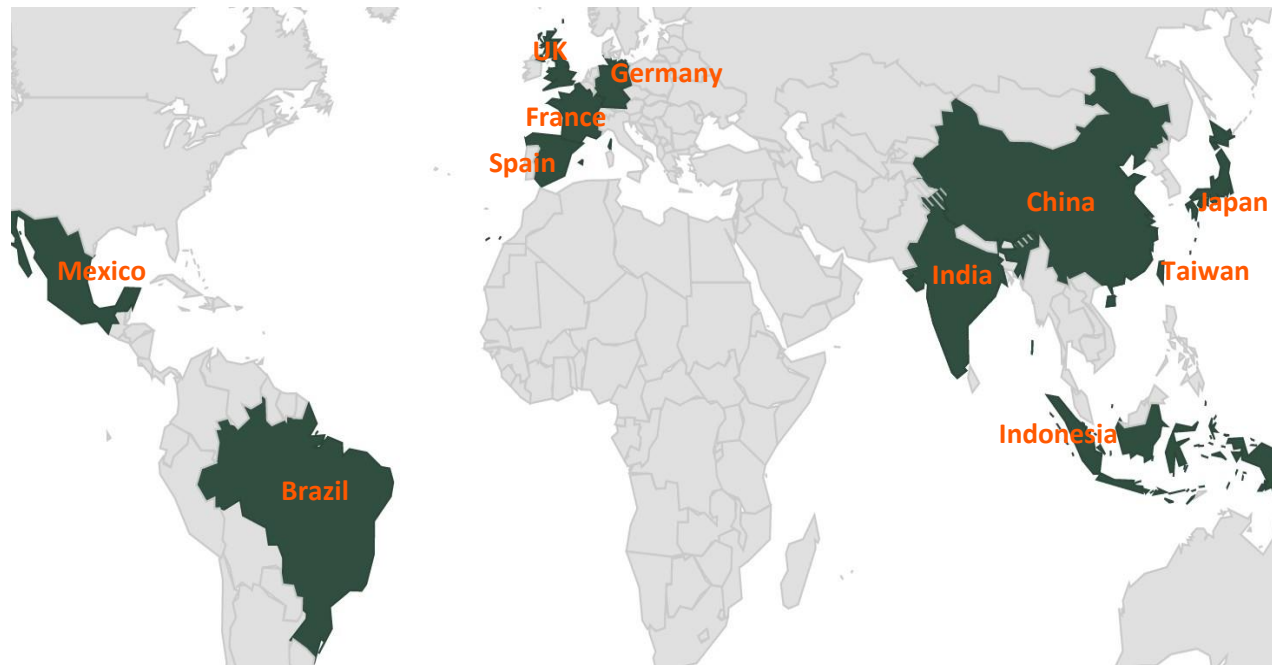 UK
Germany
France
Spain
China
Japan
Mexico
India
Taiwan
Indonesia
Brazil